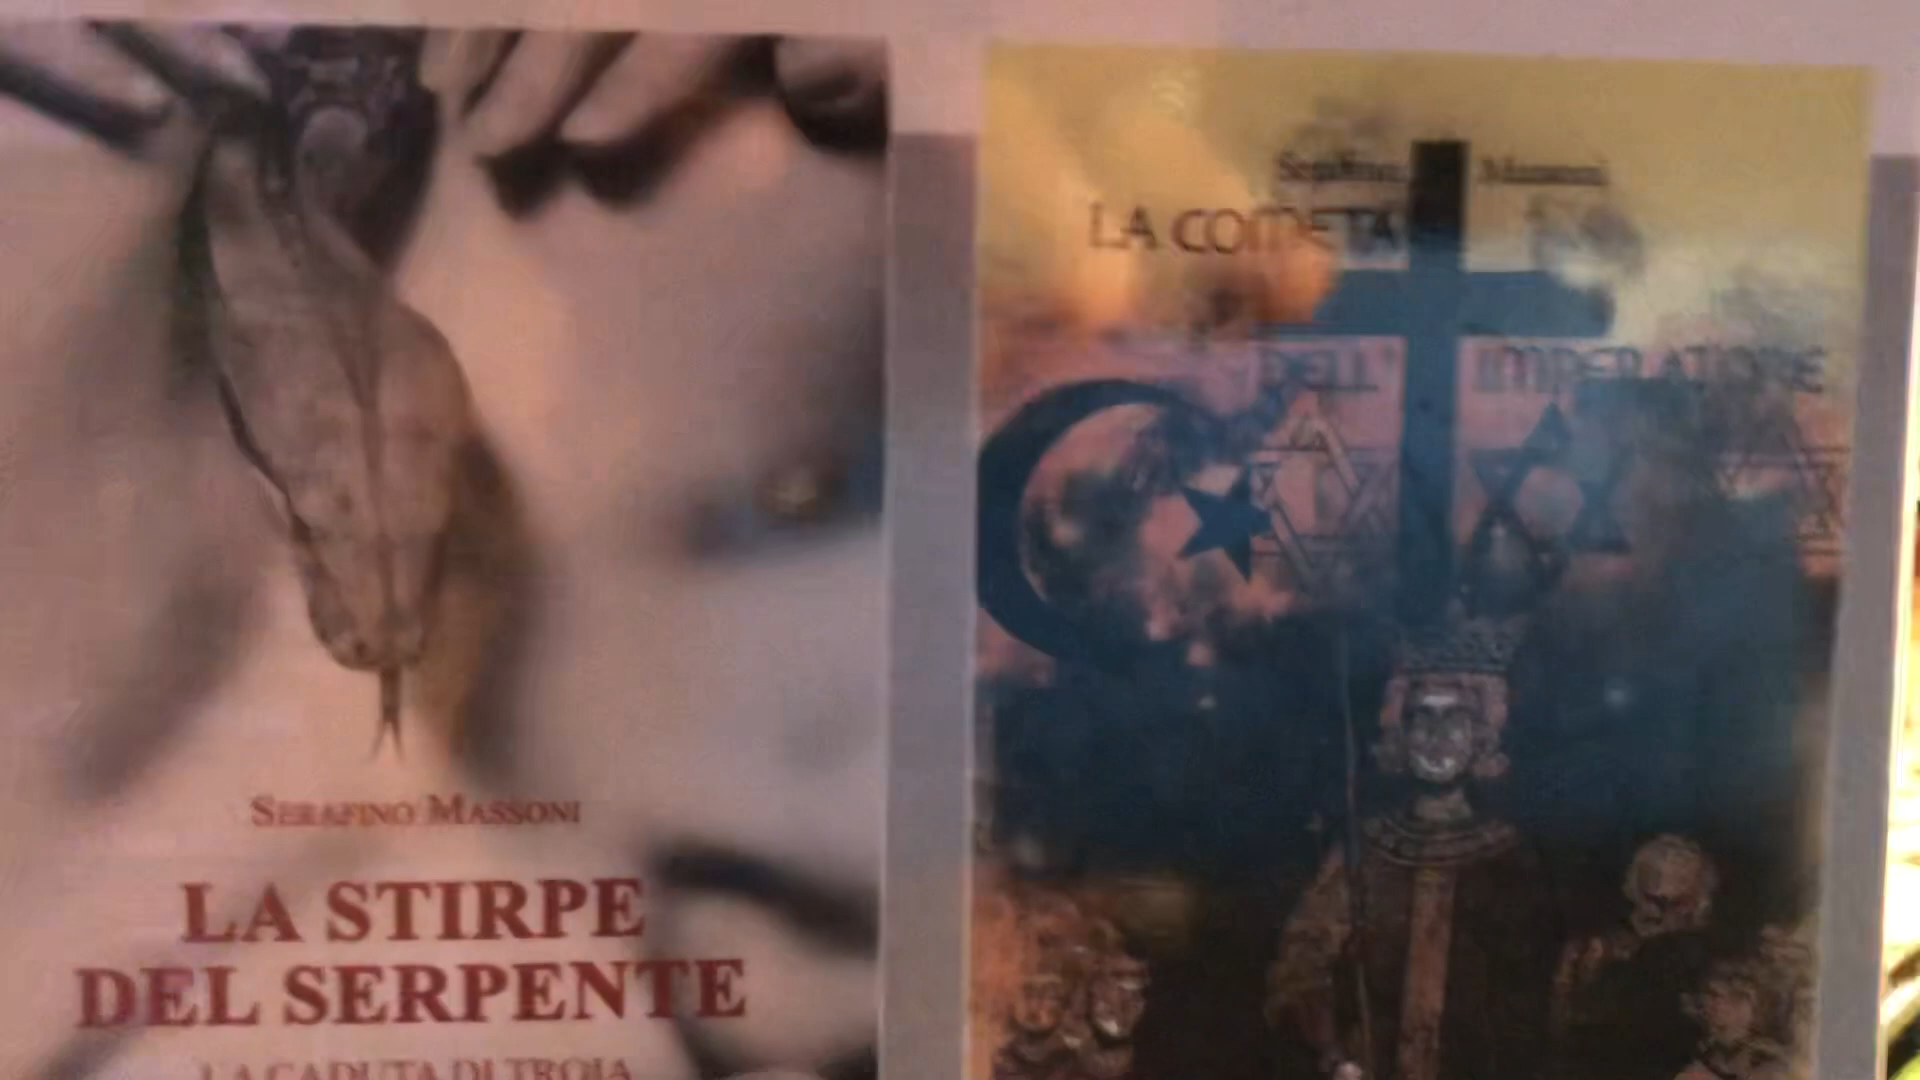 SERAFINO MASSONI
LA STIRPE
DEL SERPENTE
LA CADUTA DI TROIA
Serafino Massoni
LA COMETA
DELL' IMPERATORE